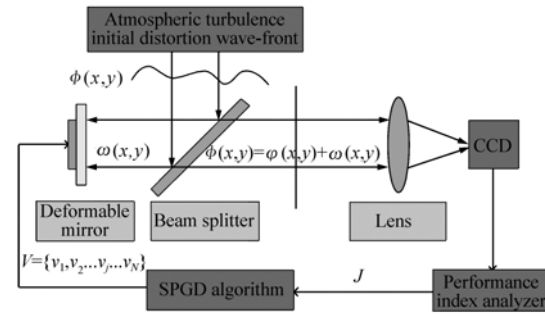 Atmospheric turbulence
initial distortion wave-front
ϕ(x,y)
ω(x,y)
ϕ(x,y)=φ(x,y)+ω(x,y)
CCD
Deformable
mirror
Beam splitter
Lens
V={v₁,v₂...vⱼ...v_N}
SPGD algorithm
J
Performance
index analyzer